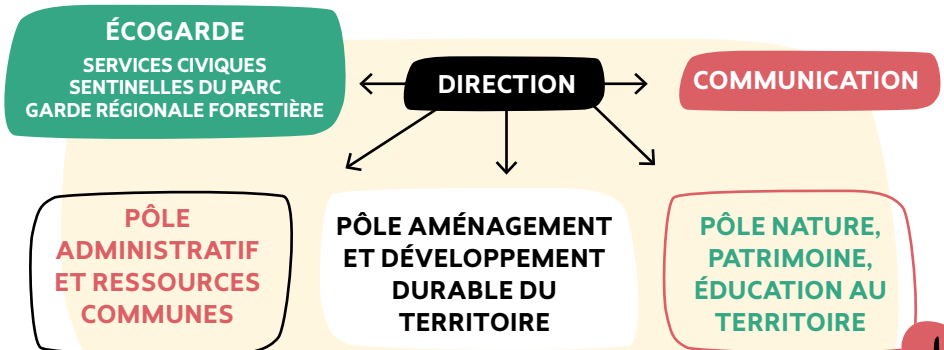 ÉCOGARDE
SERVICES CIVIQUES
SENTINELLES DU PARC
GARDE RÉGIONALE FORESTIÈRE
DIRECTION
COMMUNICATION
PÔLE
ADMINISTRATIF
ET RESSOURCES
COMMUNES
PÔLE AMÉNAGEMENT
ET DÉVELOPPEMENT
DURABLE DU
TERRITOIRE
PÔLE NATURE,
PATRIMOINE,
ÉDUCATION AU
TERRITOIRE